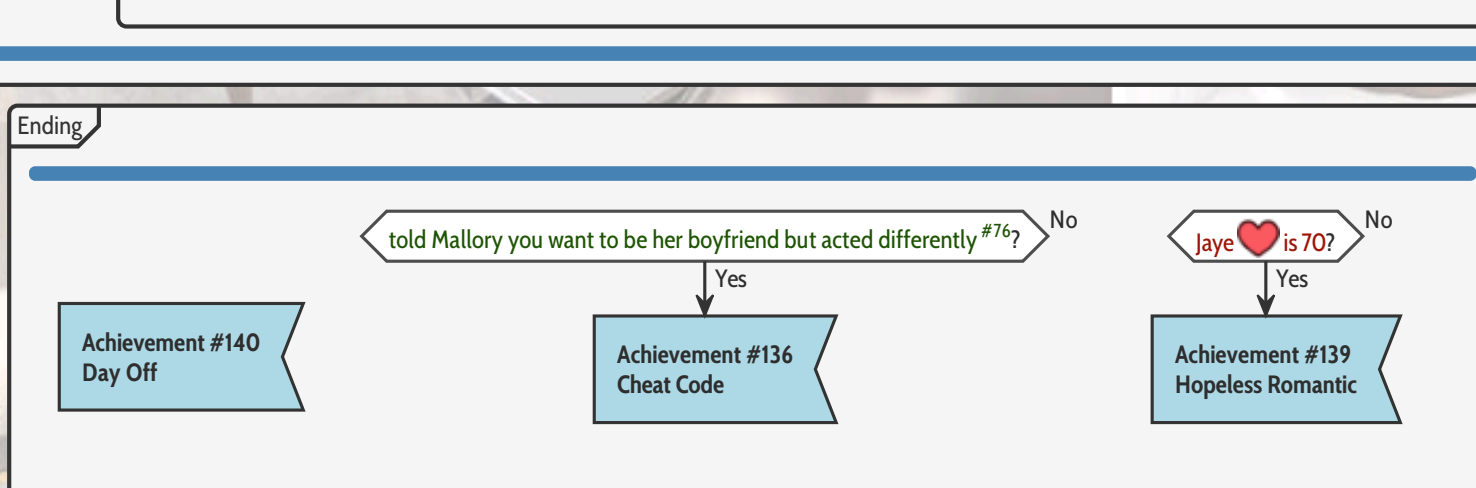 Ending
told Mallory you want to be her boyfriend but acted differently #76?
No
Jaye ❤ is 70?
No
Yes
Yes
Achievement #140
Day Off
Achievement #136
Cheat Code
Achievement #139
Hopeless Romantic